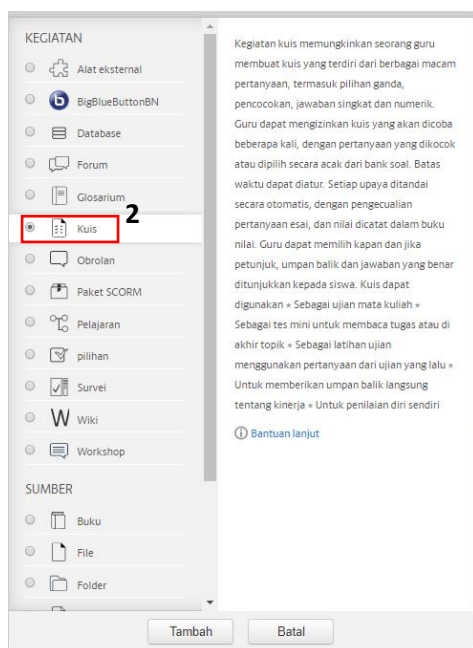 KEGIATAN
Alat eksternal
BigBlueButtonBN
Database
Forum
Glosarium
2
Kuis
Obrolan
Paket SCORM
Pelajaran
pilihan
Survei
Wiki
Workshop
SUMBER
Buku
File
Folder
Kegiatan kuis memungkinkan seorang guru
membuat kuis yang terdiri dari berbagai macam
pertanyaan, termasuk pilihan ganda,
pencocokan, jawaban singkat dan numerik.
Guru dapat mengizinkan kuis yang akan dicoba
beberapa kali, dengan pertanyaan yang dikocok
atau dipilih secara acak dari bank soal. Batas
waktu dapat diatur. Setiap upaya ditandai
secara otomatis, dengan pengecualian
pertanyaan esai, dan nilai dicatat dalam buku
nilai. Guru dapat memilih kapan dan jika
petunjuk, umpan balik dan jawaban yang benar
ditunjukkan kepada siswa. Kuis dapat
digunakan * Sebagai ujian mata kuliah *
Sebagai tes mini untuk membaca tugas atau di
akhir topik * Sebagai latihan ujian
menggunakan pertanyaan dari ujian yang lalu *
Untuk memberikan umpan balik langsung
tentang kinerja * Untuk penilaian diri sendiri
Bantuan lanjut
Tambah
Batal